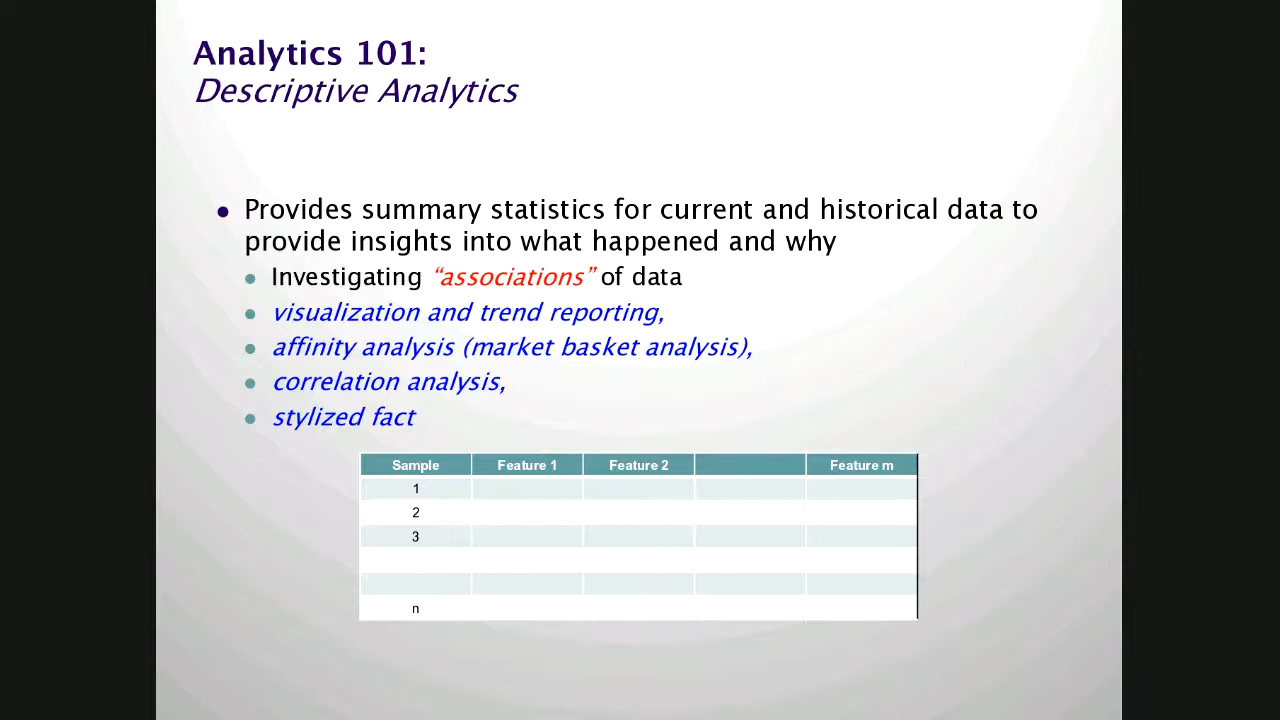 Analytics 101:
Descriptive Analytics
Provides summary statistics for current and historical data to
provide insights into what happened and why
Investigating “associations” of data
visualization and trend reporting,
affinity analysis (market basket analysis),
correlation analysis,
stylized fact
Sample Feature 1 Feature 2 Feature m
1
2
3
n